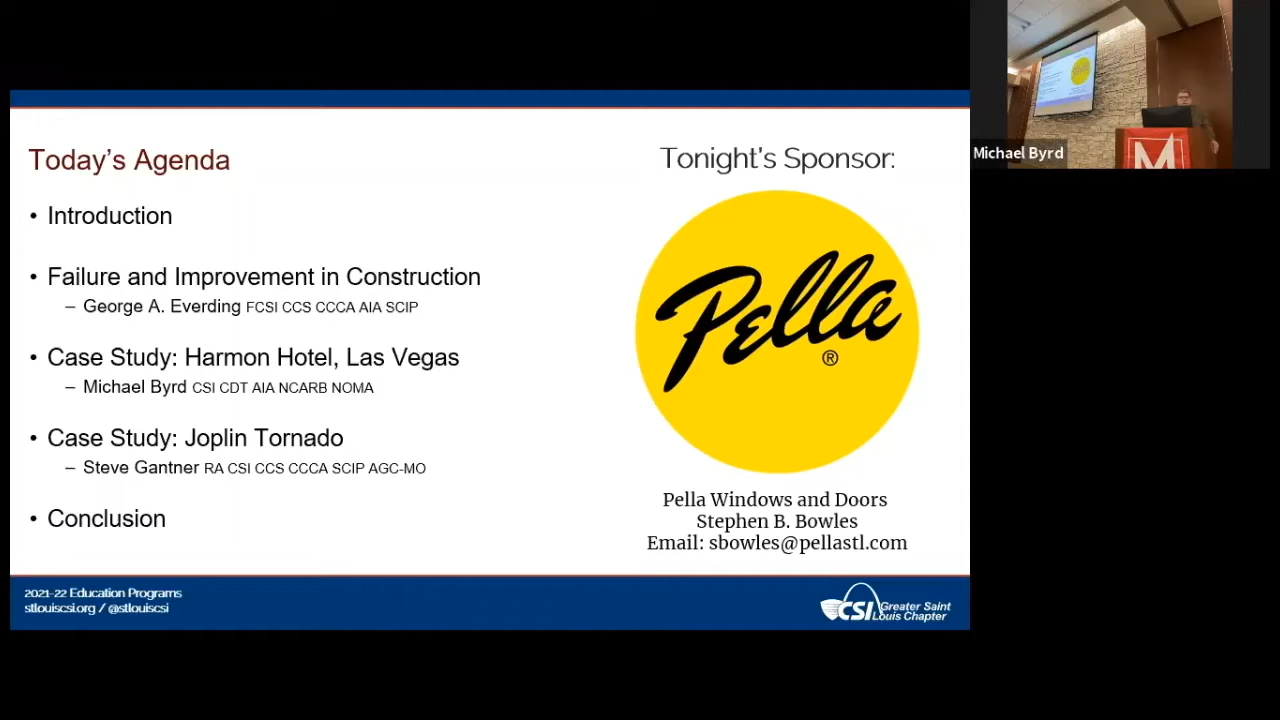 Today's Agenda
• Introduction
• Failure and Improvement in Construction
– George A. Everding FCSI CCS CCCA AIA SCIP
• Case Study: Harmon Hotel, Las Vegas
– Michael Byrd CSI CDT AIA NCARB NOMA
• Case Study: Joplin Tornado
– Steve Gantner RA CSI CCS CCCA SCIP AGC-MO
• Conclusion
Tonight's Sponsor:
Pella
®
Pella Windows and Doors
Stephen B. Bowles
Email: sbowles@pellastl.com
2021-22 Education Programs
stlouiscsi.org / @stlouiscsi
CSI Greater Saint
Louis Chapter
Michael Byrd
M